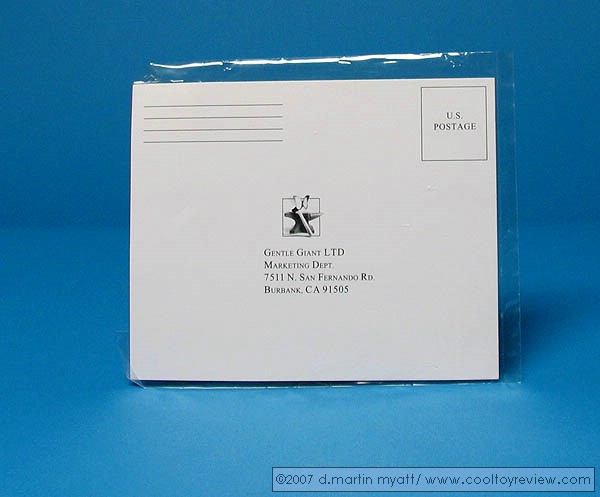 U.S.
POSTAGE
GENTLE GIANT LTD
MARKETING DEPT.
7511 N. SAN FERNANDO RD.
BURBANK, CA 91505
©2007 d.martin myatt/ www.cooltoyreview.com